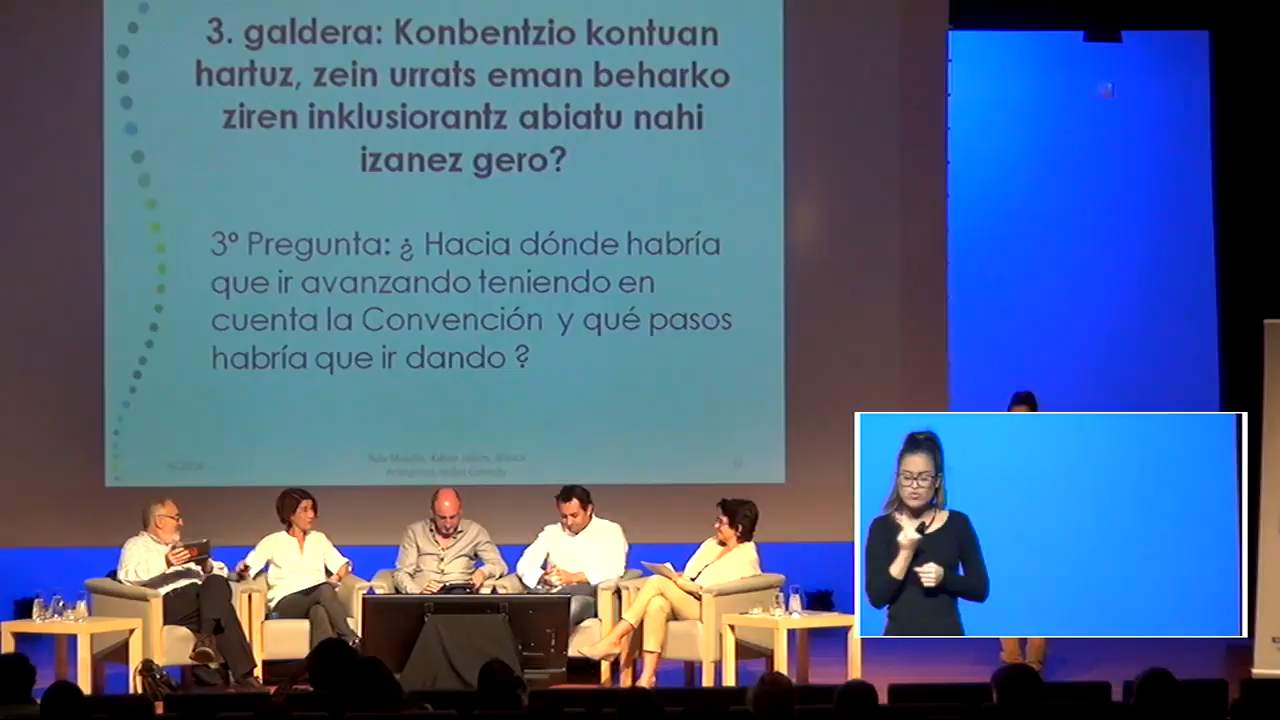 3. galdera: Konbentzio kontuan
hartuz, zein urrats eman beharko
ziren inklusiorantz abiatu nahi
izanez gero?
3º Pregunta: ¿ Hacia dónde habría
que ir avanzando teniendo en
cuenta la Convención y qué pasos
habría que ir dando ?